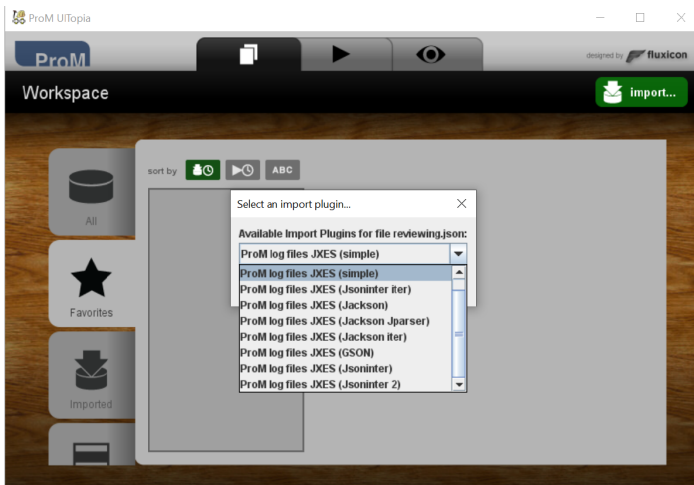 ProM UITopia
ProM
designed by fluxicon
Workspace
import...
sort by
ABC
All
Favorites
Imported
Select an import plugin...
Available Import Plugins for file reviewing.json:
ProM log files JXES (simple)
ProM log files JXES (simple)
ProM log files JXES (Jsoninter iter)
ProM log files JXES (Jackson)
ProM log files JXES (Jackson Jparser)
ProM log files JXES (Jackson iter)
ProM log files JXES (GSON)
ProM log files JXES (Jsoninter)
ProM log files JXES (Jsoninter 2)